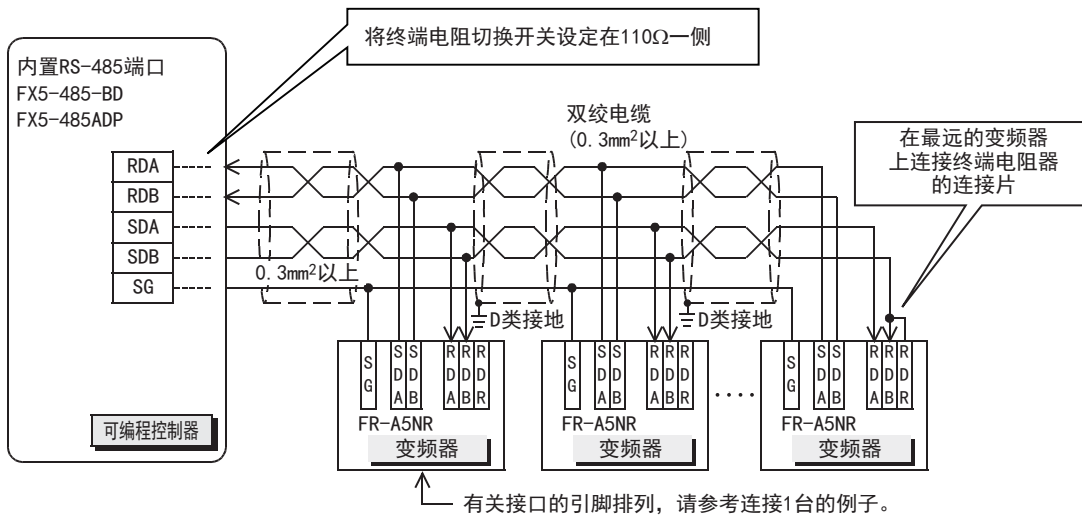 将终端电阻切换开关设定在110Ω一侧
内置RS-485端口
FX5-485-BD
FX5-485ADP
双绞电缆
(0.3mm²以上)
在最远的变频器
上连接终端电阻器
的连接片
RDA
RDB
SDA
SDB
SG
0.3mm²以上
D类接地
D类接地
SG
SDA
SDB
RDA
RDB
RDR
SG
SDA
SDB
RDA
RDB
RDR
....
SG
SDA
SDB
RDA
RDB
RDR
FR-A5NR
FR-A5NR
FR-A5NR
可编程控制器
变频器
变频器
变频器
有关接口的引脚排列，请参考连接1台的例子。